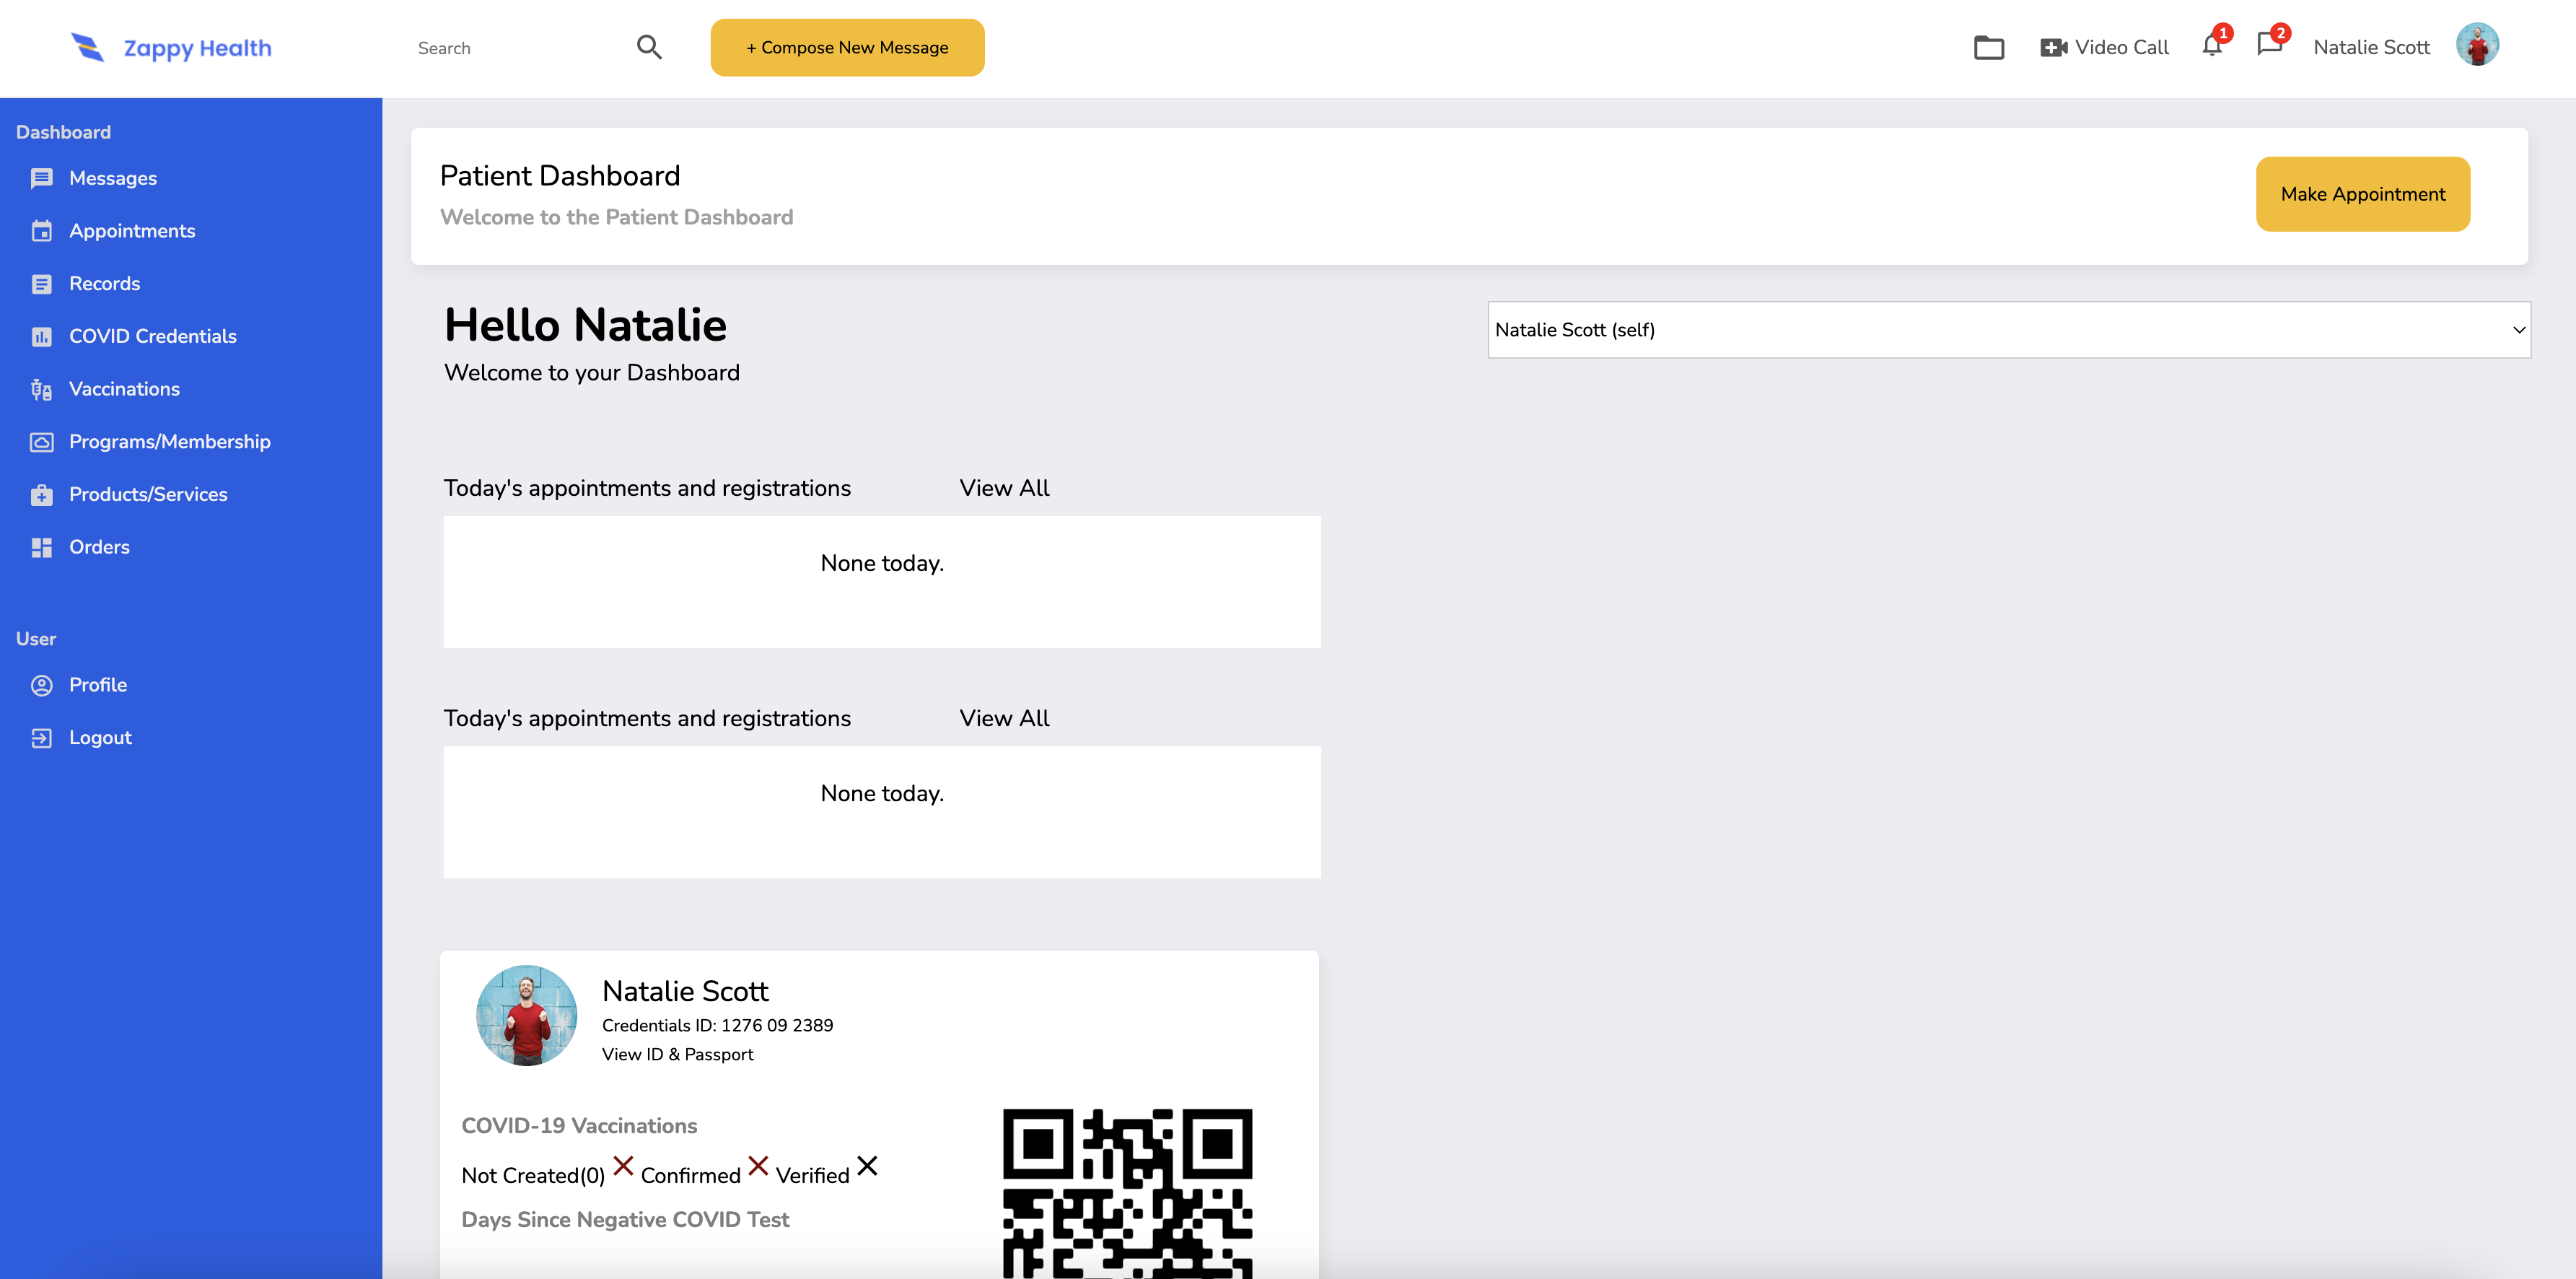 Zappy Health
Search
+ Compose New Message
Video Call
1
2
Natalie Scott
Dashboard
Messages
Appointments
Records
COVID Credentials
Vaccinations
Programs/Membership
Products/Services
Orders
User
Profile
Logout
Patient Dashboard
Welcome to the Patient Dashboard
Make Appointment
Hello Natalie
Welcome to your Dashboard
Natalie Scott (self)
Today's appointments and registrations View All
None today.
Today's appointments and registrations View All
None today.
Natalie Scott
Credentials ID: 1276 09 2389
View ID & Passport
COVID-19 Vaccinations
Not Created(0) Confirmed Verified
Days Since Negative COVID Test